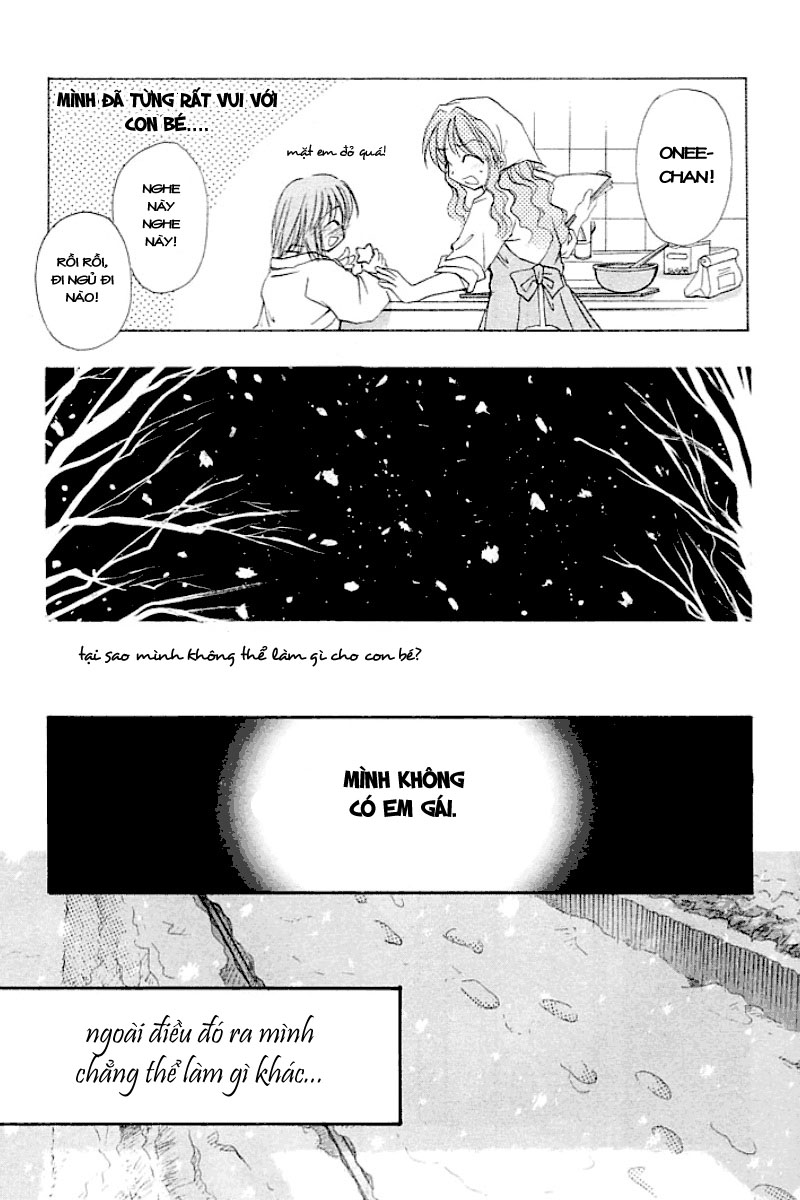 MÌNH ĐÃ TỪNG RẤT VUI VỚI
CON BÉ....
mặt em đỏ quá!
ONEE-
CHAN!
NGHE
NÀY
NGHE
NÀY!
RỒI RỒI,
ĐI NGỦ ĐI
NÀO!
tại sao mình không thể làm gì cho con bé?
MÌNH KHÔNG
CÓ EM GÁI.
ngoài điều đó ra mình
chẳng thể làm gì khác...